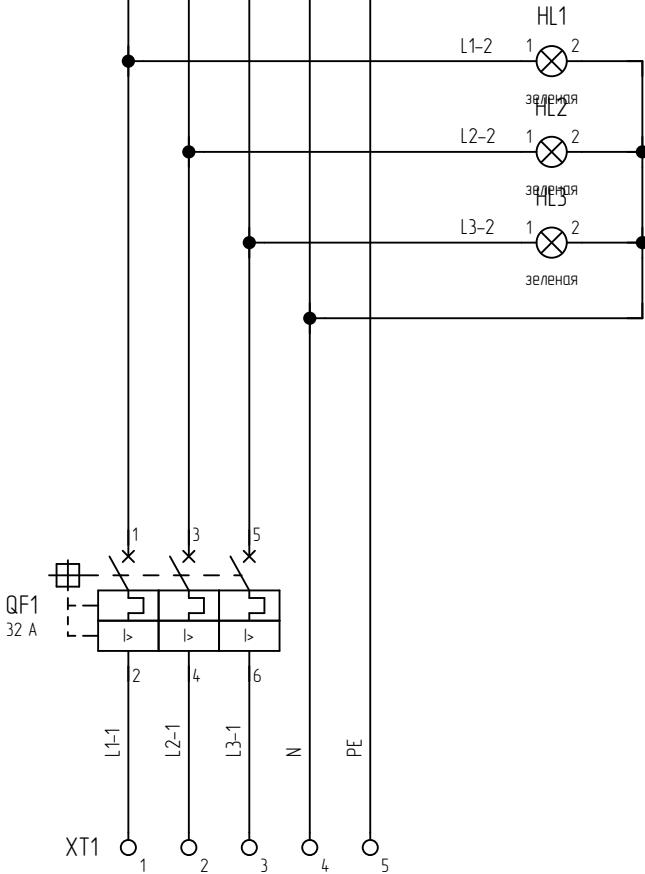 HL1
L1-2 1 2
зеленая
HL2
L2-2 1 2
зеленая
HL3
L3-2 1 2
зеленая
1 3 5
QF1
32 А
I> I> I>
2 4 6
L1-1 L2-1 L3-1 N PE
XT1
1 2 3 4 5